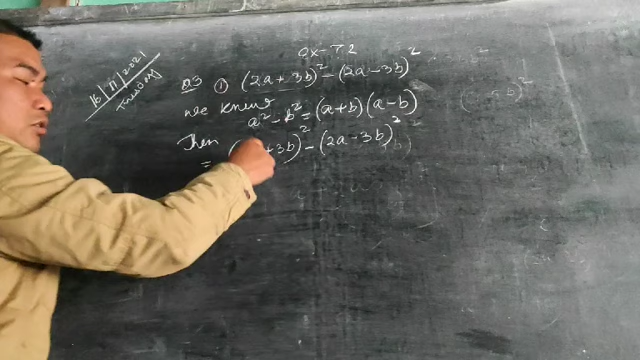 16/11/2021
Tuesday
Ex-7.2
Q3 ① (2a+3b)² - (2a-3b)²
we know
a² - b² = (a+b)(a-b)
Then
+3b)² - (2a-3b)²
=